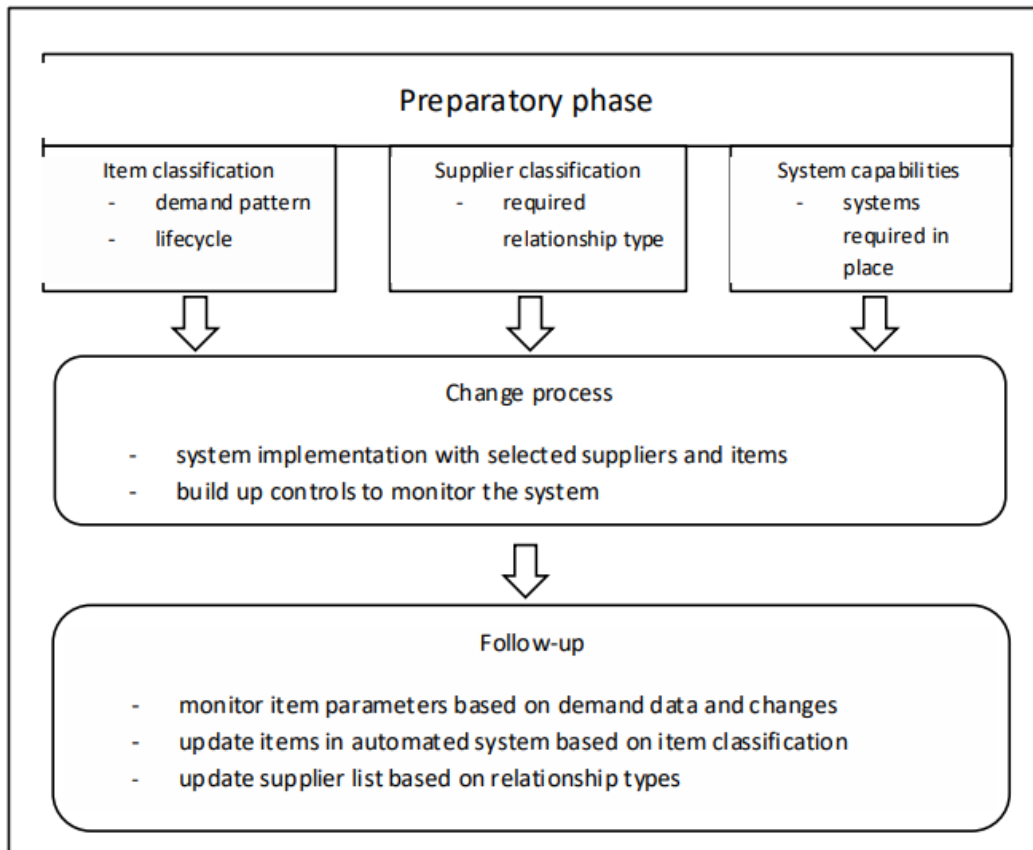 Preparatory phase
Item classification
- demand pattern
- lifecycle
Supplier classification
- required
relationship type
System capabilities
- systems
required in
place
Change process
- system implementation with selected suppliers and items
- build up controls to monitor the system
Follow-up
- monitor item parameters based on demand data and changes
- update items in automated system based on item classification
- update supplier list based on relationship types